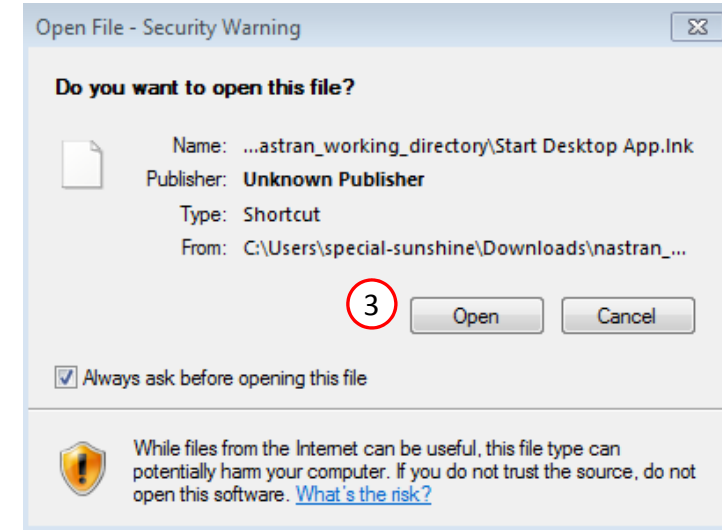 Open File - Security Warning
Do you want to open this file?
Name: ...astran_working_directory\Start Desktop App.lnk
Publisher: Unknown Publisher
Type: Shortcut
From: C:\Users\special-sunshine\Downloads\nastran_...
3
Open Cancel
Always ask before opening this file
While files from the Internet can be useful, this file type can
potentially harm your computer. If you do not trust the source, do not
open this software. What's the risk?